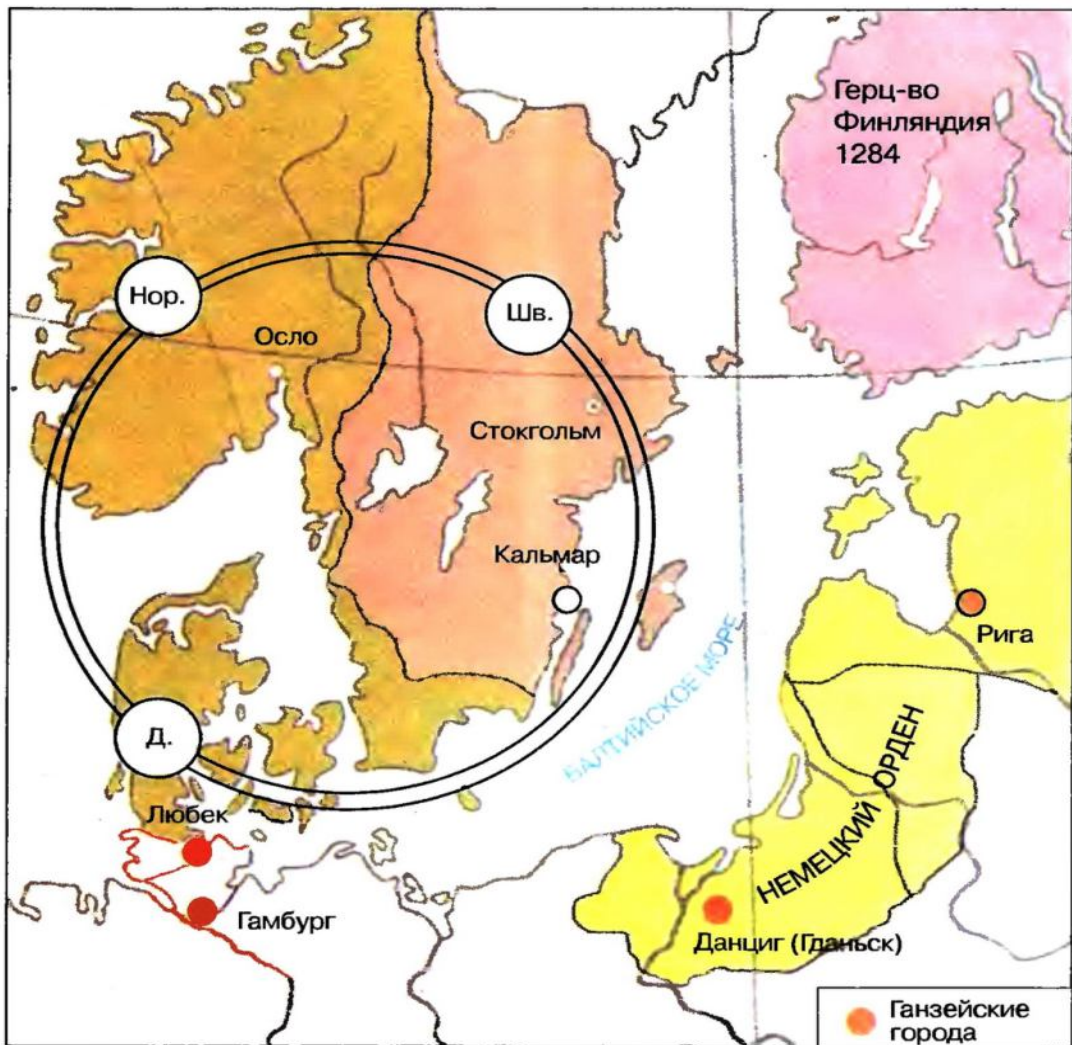 Герц-во
Финляндия
1284
Нор.
Шв.
Осло
Стокгольм
Кальмар
Рига
БАЛТИЙСКОЕ МОРЕ
Д.
НЕМЕЦКИЙ ОРДЕН
Любек
Гамбург
Данциг (Гданьск)
Ганзейские
города